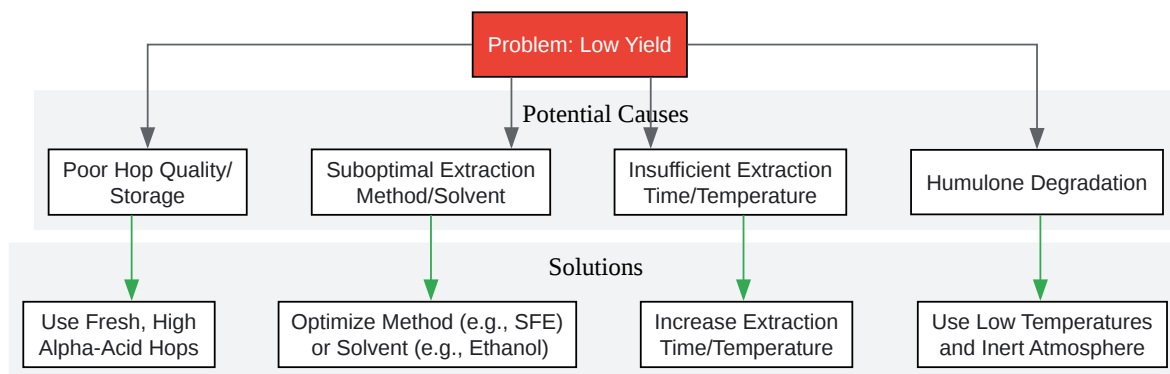 Problem: Low Yield
Potential Causes
Poor Hop Quality/
Storage
Suboptimal Extraction
Method/Solvent
Insufficient Extraction
Time/Temperature
Humulone Degradation
Solutions
Use Fresh, High
Alpha-Acid Hops
Optimize Method (e.g., SFE)
or Solvent (e.g., Ethanol)
Increase Extraction
Time/Temperature
Use Low Temperatures
and Inert Atmosphere